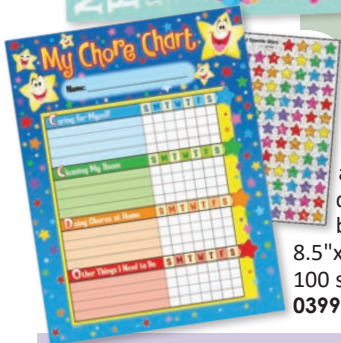 My Chore Chart
Name:
Caring for Myself
S M T W T F S
Cleaning My Room
S M T W T F S
Doing Chores at Home
S M T W T F S
Other Things I Need to Do
S M T W T F S
8.5"x
100 s
0399